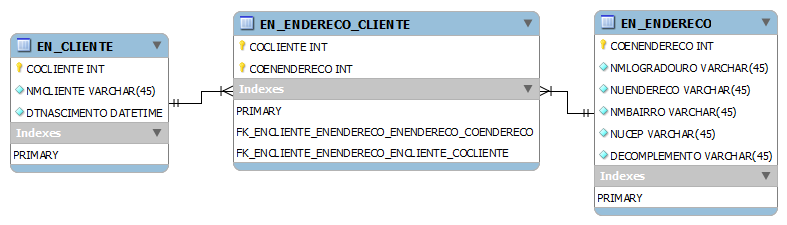 EN_CLIENTE
COCLIENTE INT
NMCLIENTE VARCHAR(45)
DTNASCIMENTO DATETIME
Indexes
PRIMARY
EN_ENDERECO_CLIENTE
COCLIENTE INT
COENENDERECO INT
Indexes
PRIMARY
FK_ENCLIENTE_ENENDERECO_ENENDERECO_COENDERECO
FK_ENCLIENTE_ENENDERECO_ENCLIENTE_COCLIENTE
EN_ENDERECO
COENENDERECO INT
NMLOGRADOURO VARCHAR(45)
NUENDERECO VARCHAR(45)
NMBAIRRO VARCHAR(45)
NUCEP VARCHAR(45)
DECOMPLEMENTO VARCHAR(45)
Indexes
PRIMARY